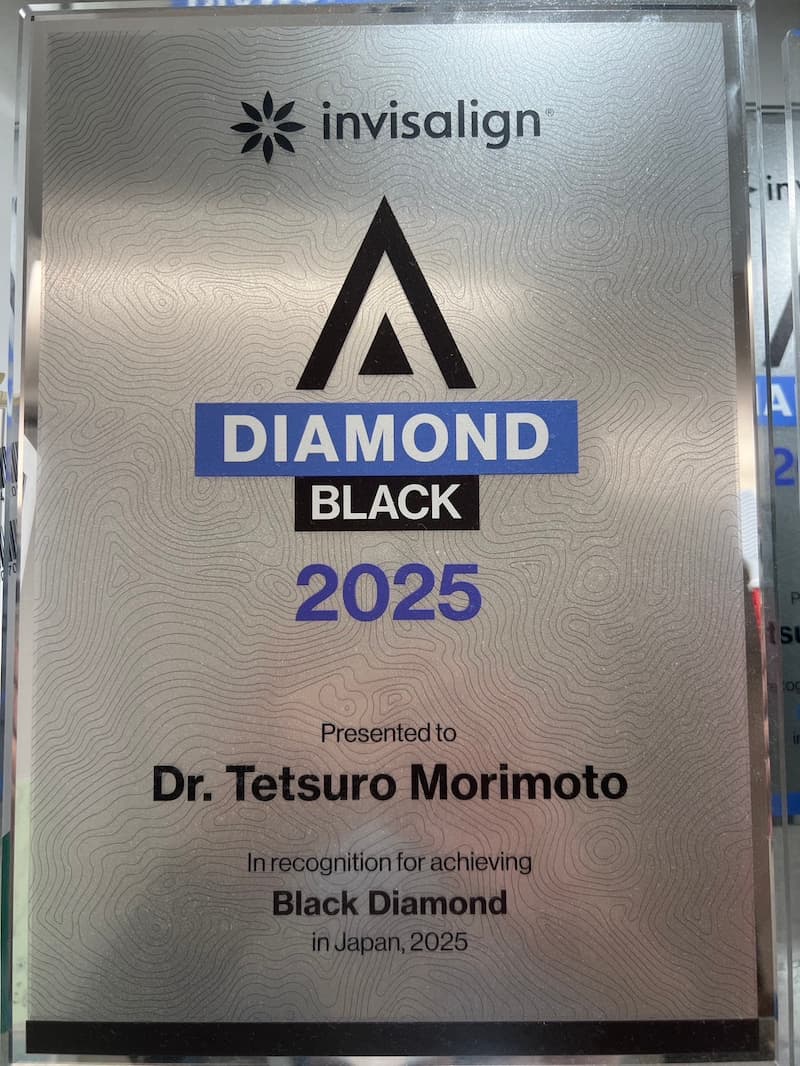 invisalign®
DIAMOND
BLACK
2025
Presented to
Dr. Tetsuro Morimoto
In recognition for achieving
Black Diamond
in Japan, 2025